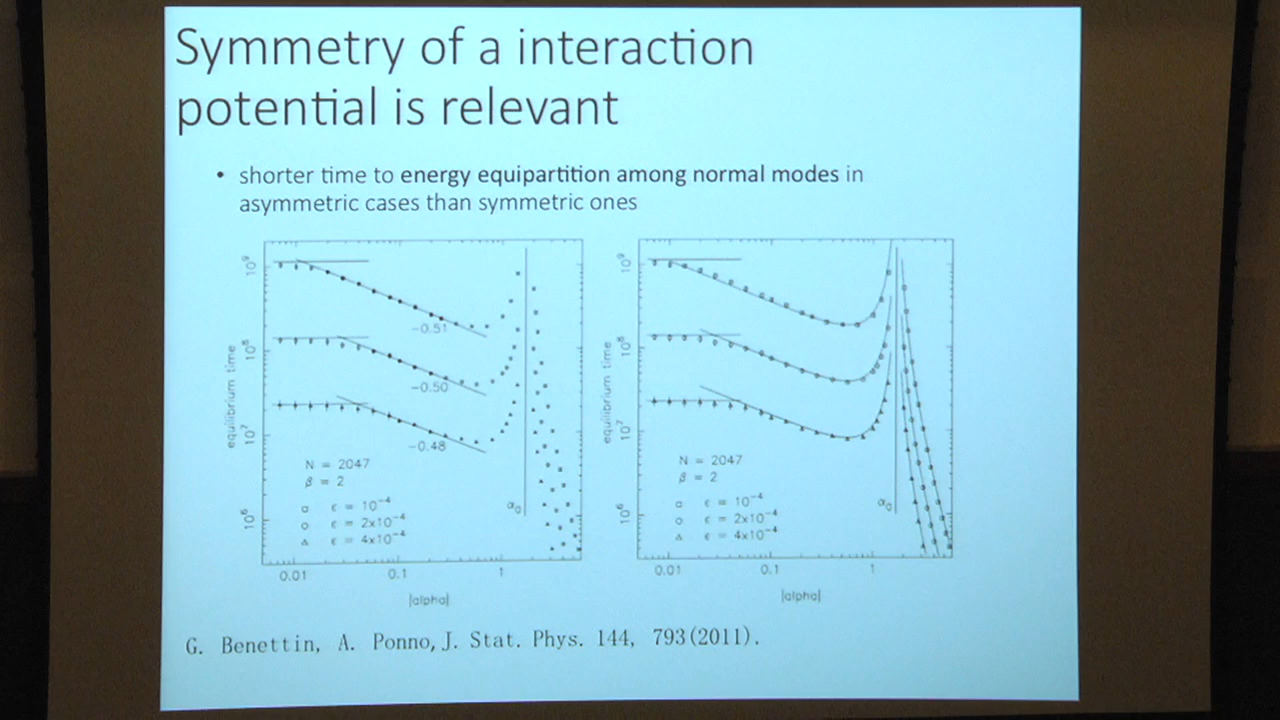 Symmetry of a interaction
potential is relevant
• shorter time to energy equipartition among normal modes in
asymmetric cases than symmetric ones
equilibrium time
10⁹
10⁸
10⁷
10⁶
-0.51
-0.50
-0.48
N = 2047
β = 2
□ ε = 10⁻⁴
○ ε = 2x10⁻⁴
△ ε = 4x10⁻⁴
α₀
0.01 0.1 1
|alpha|
equilibrium time
10⁹
10⁸
10⁷
10⁶
N = 2047
β = 2
□ ε = 10⁻⁴
○ ε = 2x10⁻⁴
△ ε = 4x10⁻⁴
α₀
0.01 0.1 1
|alpha|
G. Benettin, A. Ponno, J. Stat. Phys. 144, 793(2011).